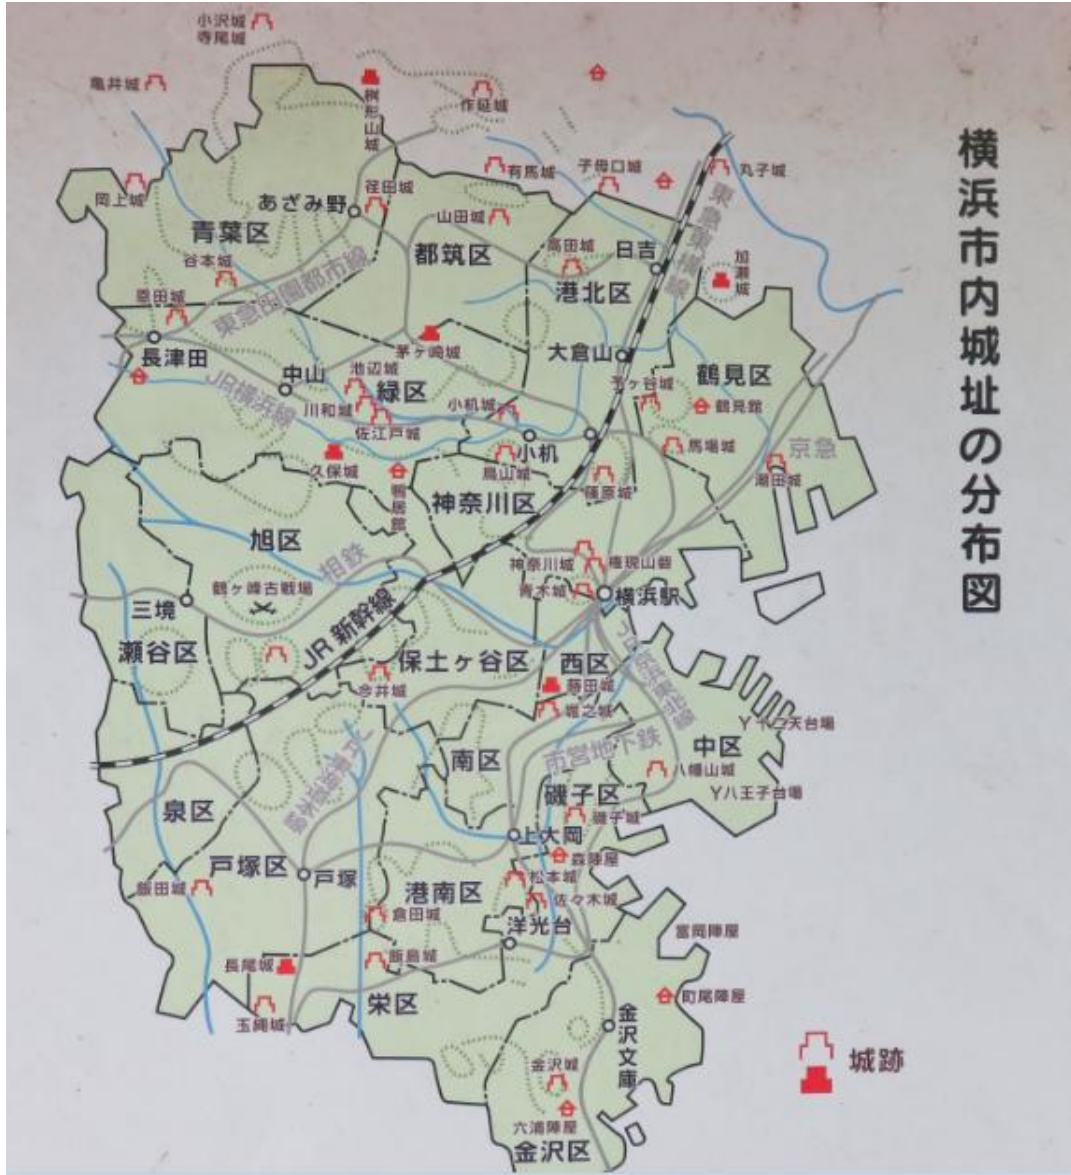 横浜市内城址の分布図
小沢城
寺尾城
亀井城
枡形山城
作延城
有馬城
子母口城
丸子城
岡上城
あざみ野
荏田城
山田城
東急東横線
青葉区
都筑区
高田城
日吉
加瀬城
谷本城
港北区
恩田城
東急田園都市線
長津田
茅ヶ崎城
大倉山
鶴見区
中山
池辺城
緑区
JR横浜線
川和城
佐江戸城
小机城
鶴見館
小机
久保城
鳥山城
馬場城
京急
篠原城
潮田城
鴨居館
神奈川区
旭区
相鉄
神奈川城
権現山砦
鶴ヶ峰古戦場
青木城
横浜駅
三境
JR新幹線
瀬谷区
保土ヶ谷区
西区
蒔田城
今井城
堀之城
十二天台場
中区
南区
市営地下鉄
八幡山城
八王子台場
磯子区
磯子城
泉区
上大岡
戸塚区
戸塚
森陣屋
松本城
飯田城
港南区
佐々木城
倉田城
洋光台
富岡陣屋
長尾城
飯島城
町尾陣屋
玉縄城
栄区
金沢文庫
金沢城
六浦陣屋
金沢区
城跡